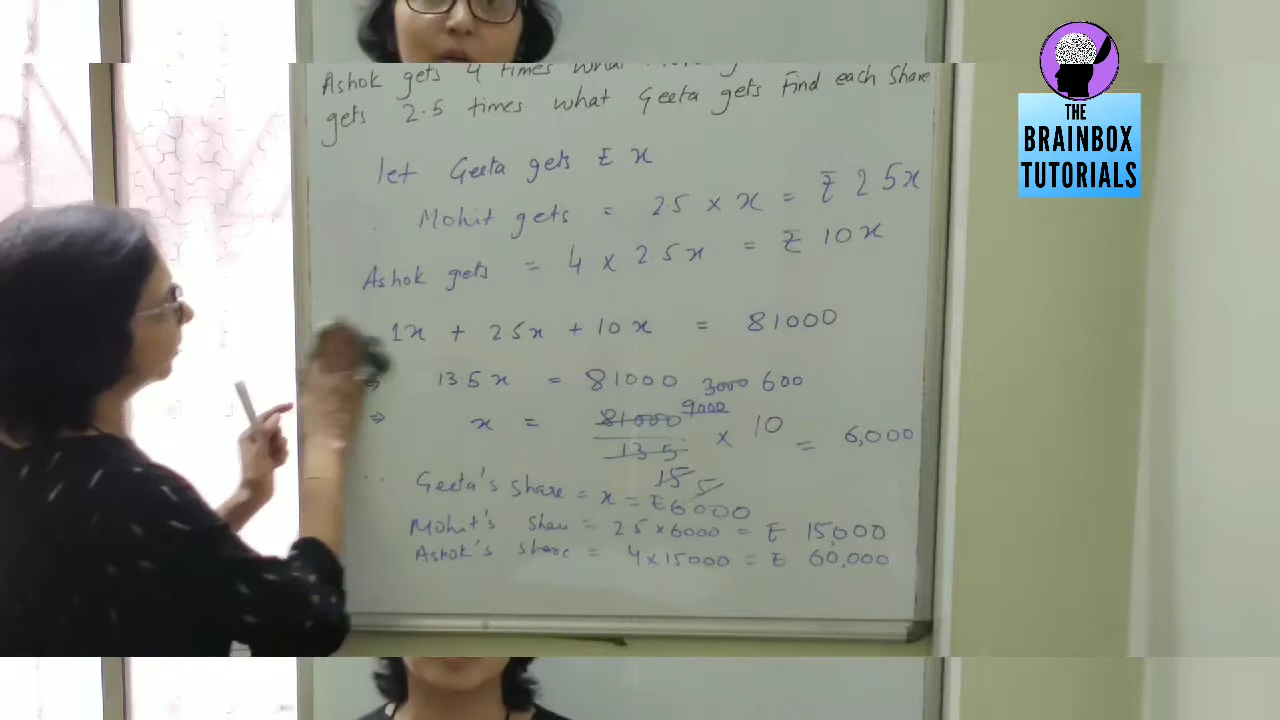 Ashok gets 4 times what
gets 2.5 times what Geeta gets Find each Share
let Geeta gets ₹ x
Mohit gets = 2.5 × x = ₹ 2.5x
Ashok gets = 4 × 2.5x = ₹ 10x
1x + 2.5x + 10x = 81000
⇒ 13.5x = 81000 3000 600
⇒ x = 81000 9000 / 13 5 × 10 = 6,000
15 5
Geeta's share = x = ₹6000
Mohit's share = 2.5 × 6000 = ₹ 15,000
Ashok's share = 4 × 15000 = ₹ 60,000
THE
BRAINBOX
TUTORIALS